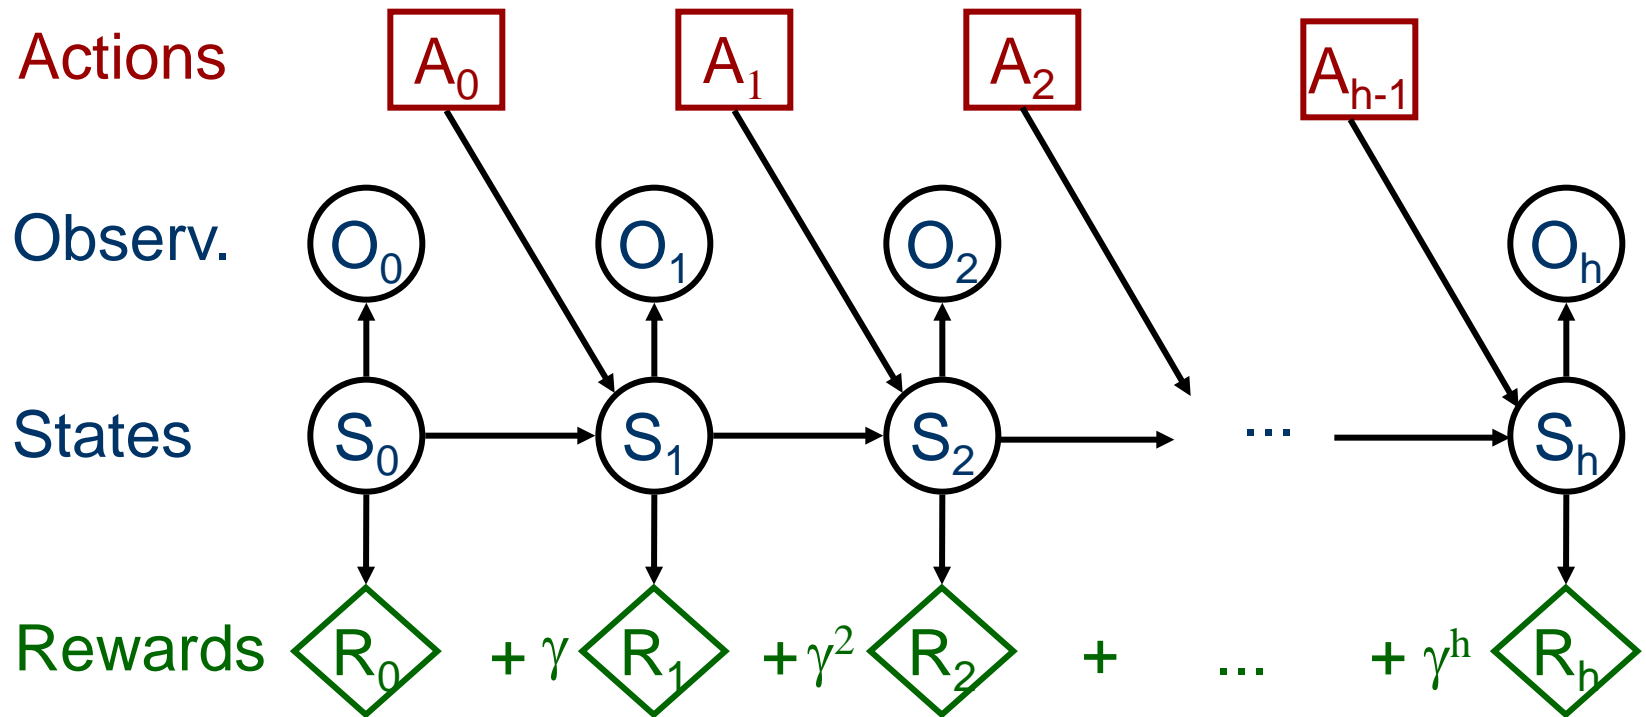 Actions A₀ A₁ A₂ Aₕ₋₁
Observ. O₀ O₁ O₂ Oₕ
States S₀ S₁ S₂ ... Sₕ
Rewards R₀ + γ R₁ + γ² R₂ + ... + γʰ Rₕ